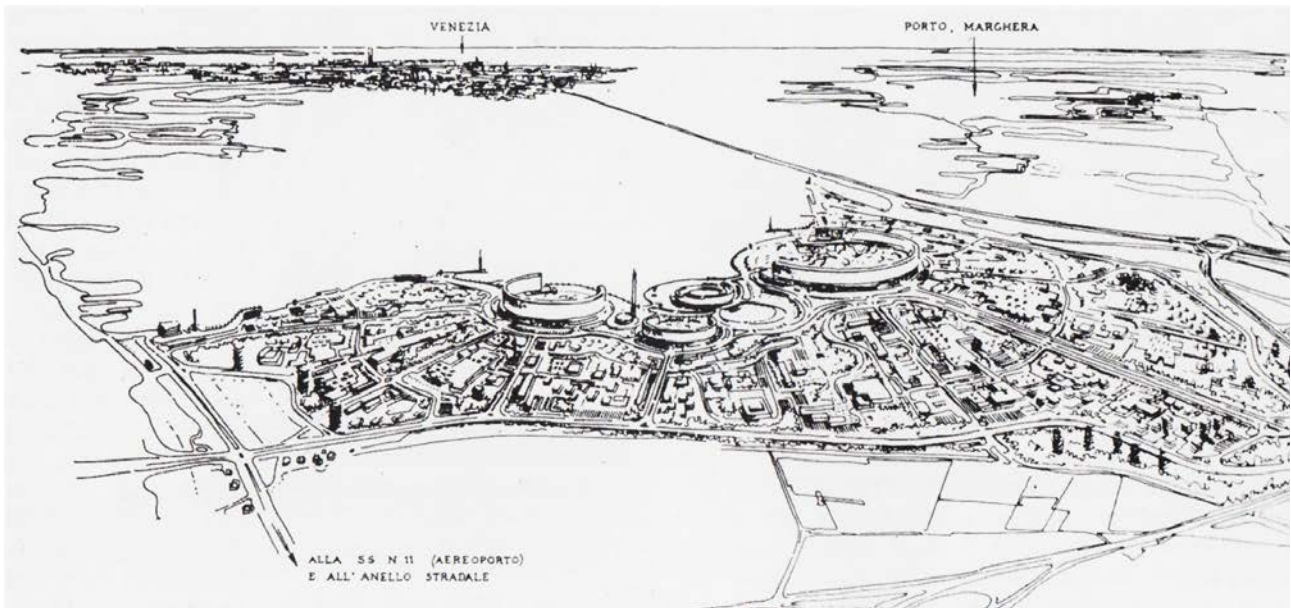 VENEZIA
PORTO, MARGHERA
ALLA SS N 11 (AEREOPORTO)
E ALL' ANELLO STRADALE